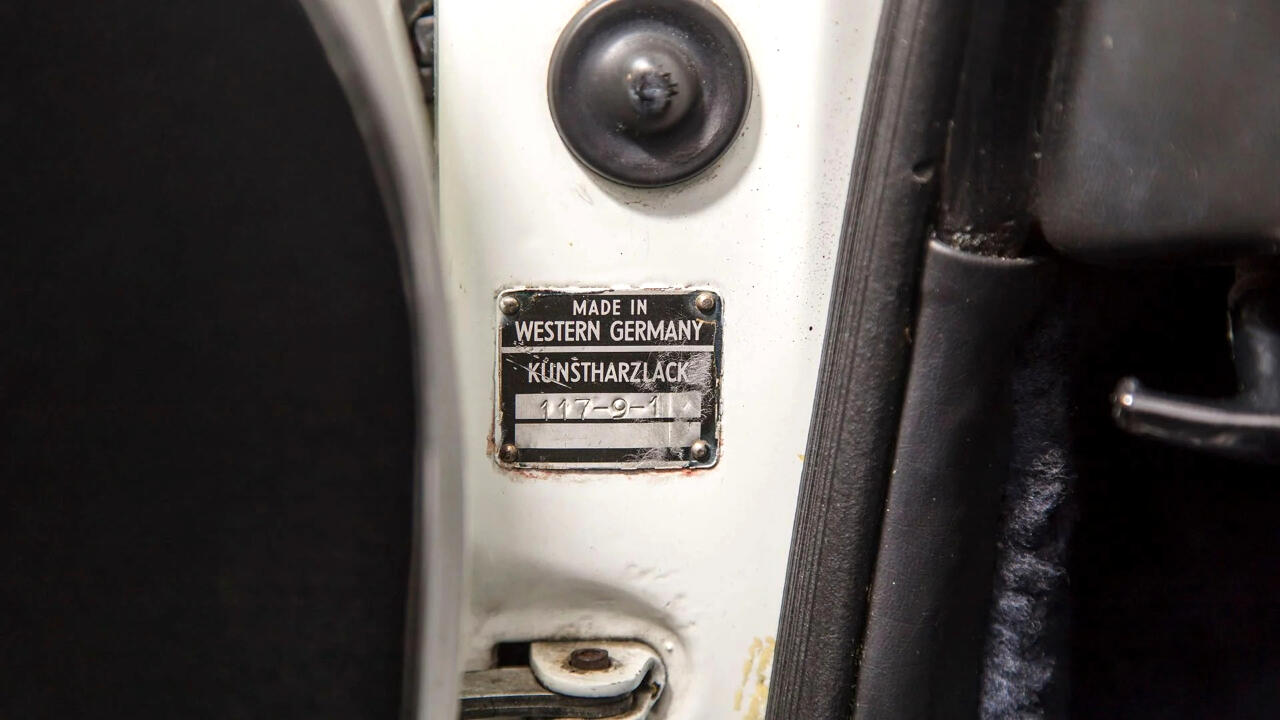 MADE IN
WESTERN GERMANY
KUNSTHARZLACK
117-9-1